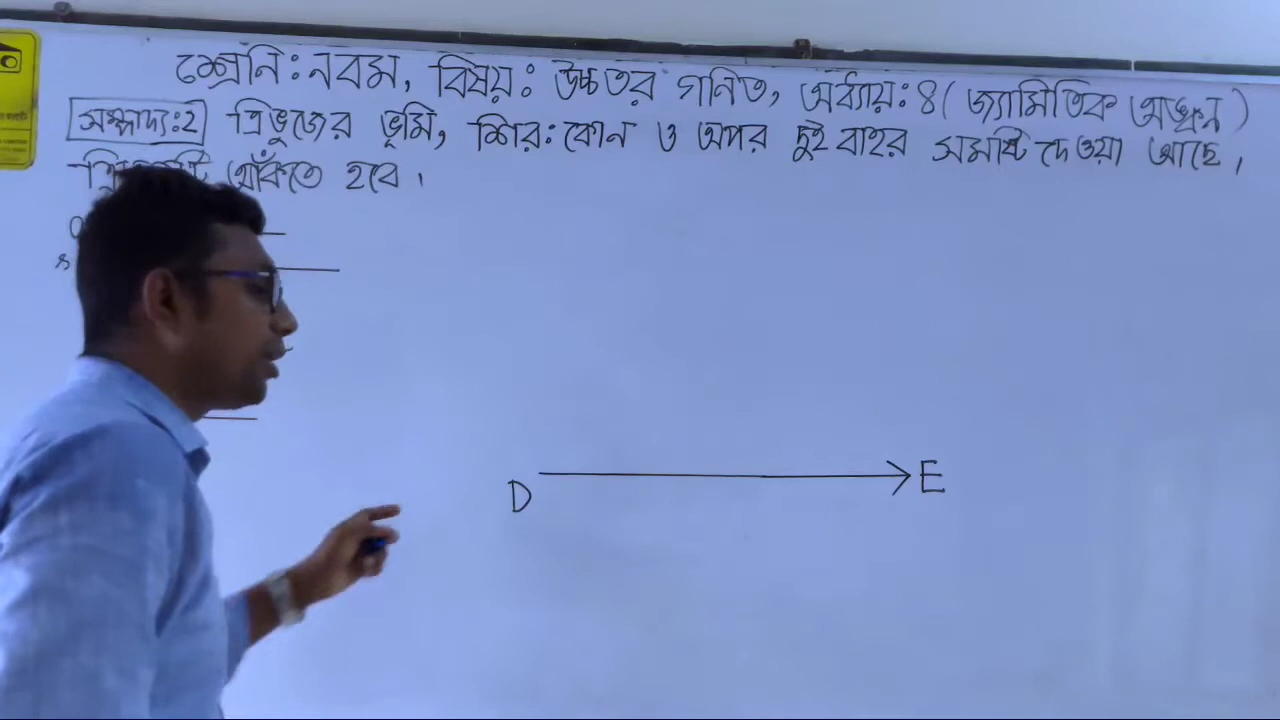 শ্রেনি: নবম, বিষয়: উচ্চতর গনিত, অধ্যায়: ৪ ( জ্যামিতিক অঙ্কন )
সম্পাদ্য: 2 ত্রিভুজের ভূমি, শির: কোন ও অপর দুই বাহুর সমষ্টি দেওয়া আছে।
আঁকতে হবে।
D
E